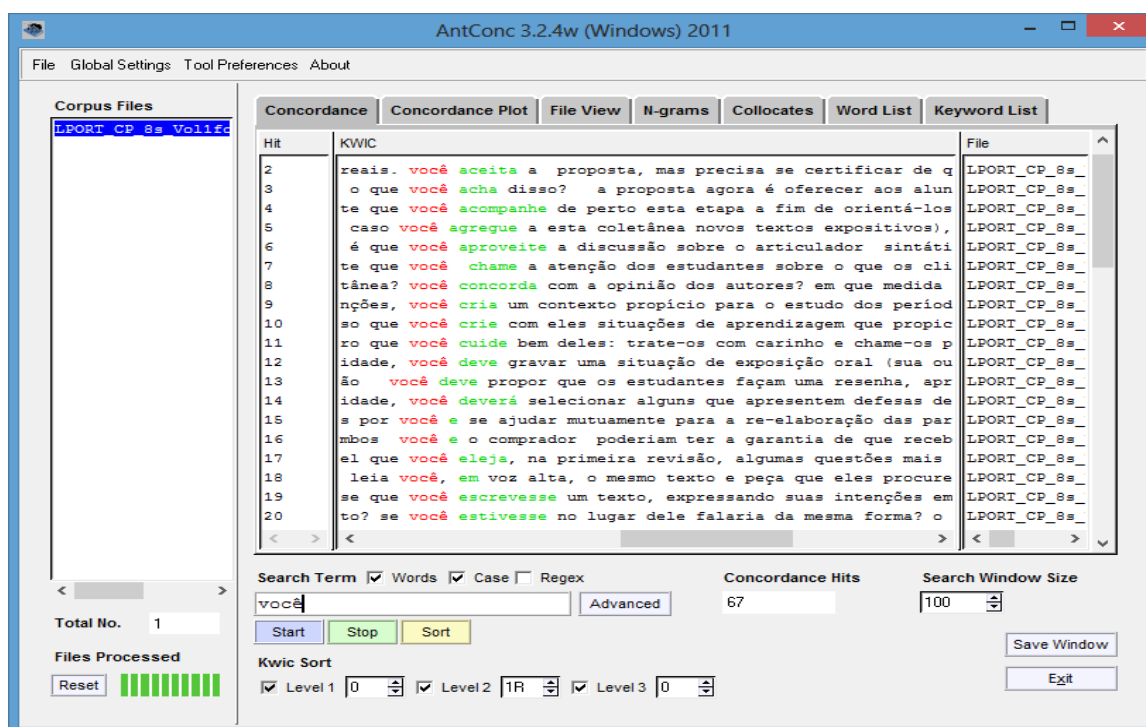 AntConc 3.2.4w (Windows) 2011
File Global Settings Tool Preferences About
Corpus Files
LPORT_CP_8s_Vol1fo
Total No. 1
Files Processed
Reset
Concordance Concordance Plot File View N-grams Collocates Word List Keyword List
Hit KWIC File
2 reais. você aceita a proposta, mas precisa se certificar de q LPORT_CP_8s_
3 o que você acha disso? a proposta agora é oferecer aos alun LPORT_CP_8s_
4 te que você acompanhe de perto esta etapa a fim de orientá-los LPORT_CP_8s_
5 caso você agregue a esta coletânea novos textos expositivos), LPORT_CP_8s_
6 é que você aproveite a discussão sobre o articulador sintáti LPORT_CP_8s_
7 te que você chame a atenção dos estudantes sobre o que os cli LPORT_CP_8s_
8 tânea? você concorda com a opinião dos autores? em que medida LPORT_CP_8s_
9 nções, você cria um contexto propício para o estudo dos períod LPORT_CP_8s_
10 so que você crie com eles situações de aprendizagem que propic LPORT_CP_8s_
11 ro que você cuide bem deles: trate-os com carinho e chame-os p LPORT_CP_8s_
12 idade, você deve gravar uma situação de exposição oral (sua ou LPORT_CP_8s_
13 ão você deve propor que os estudantes façam uma resenha, apr LPORT_CP_8s_
14 idade, você deverá selecionar alguns que apresentem defesas de LPORT_CP_8s_
15 s por você e se ajudar mutuamente para a re-elaboração das par LPORT_CP_8s_
16 mbos você e o comprador poderiam ter a garantia de que receb LPORT_CP_8s_
17 el que você eleja, na primeira revisão, algumas questões mais LPORT_CP_8s_
18 leia você, em voz alta, o mesmo texto e peça que eles procure LPORT_CP_8s_
19 se que você escrevesse um texto, expressando suas intenções em LPORT_CP_8s_
20 to? se você estivesse no lugar dele falaria da mesma forma? o LPORT_CP_8s_
Search Term Words Case Regex Concordance Hits Search Window Size
você Advanced 67 100
Start Stop Sort
Save Window
Kwic Sort
Level 1 0 Level 2 1R Level 3 0
Exit